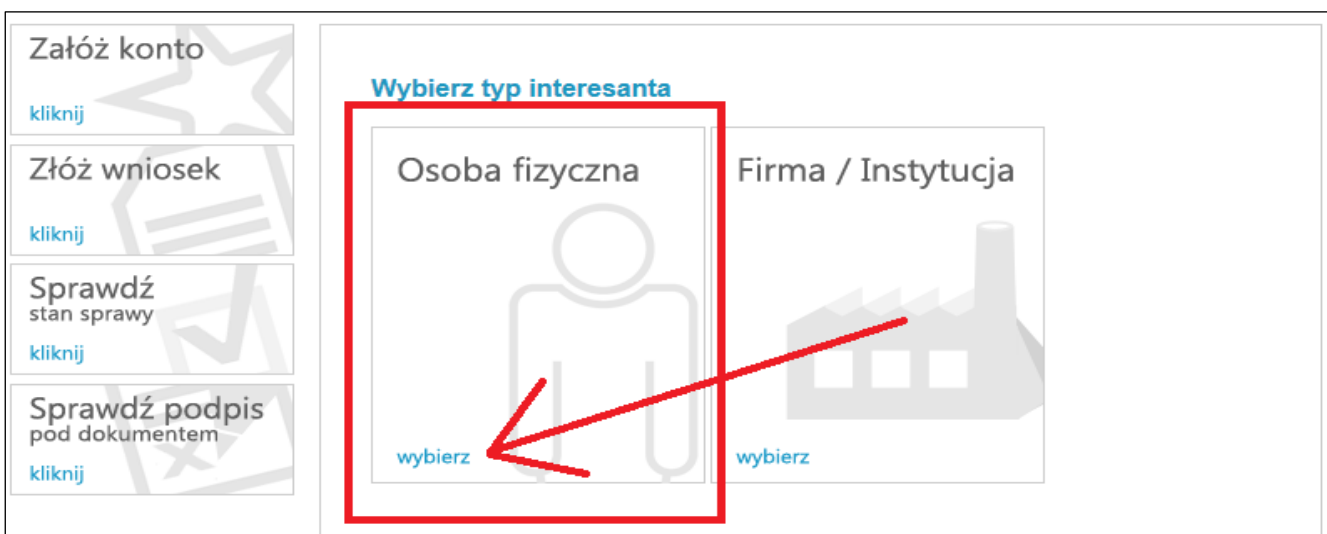 Załóż konto
kliknij
Złóż wniosek
kliknij
Sprawdź
stan sprawy
kliknij
Sprawdź podpis
pod dokumentem
kliknij
Wybierz typ interesanta
Osoba fizyczna
wybierz
Firma / Instytucja
wybierz